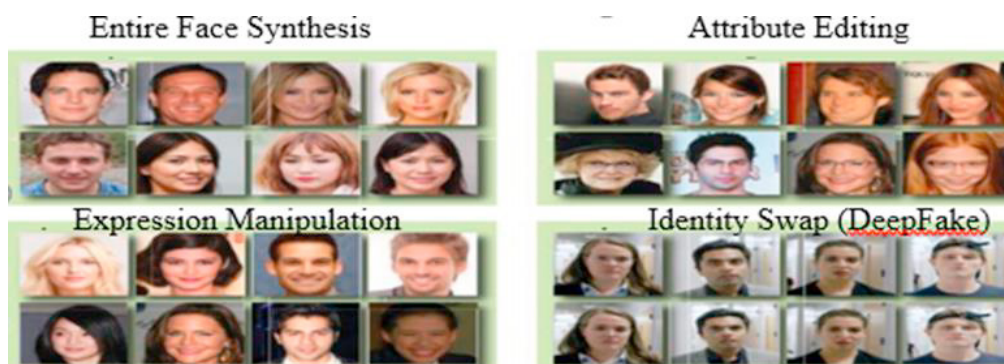 Entire Face Synthesis
Attribute Editing
Expression Manipulation
Identity Swap (DeepFake)